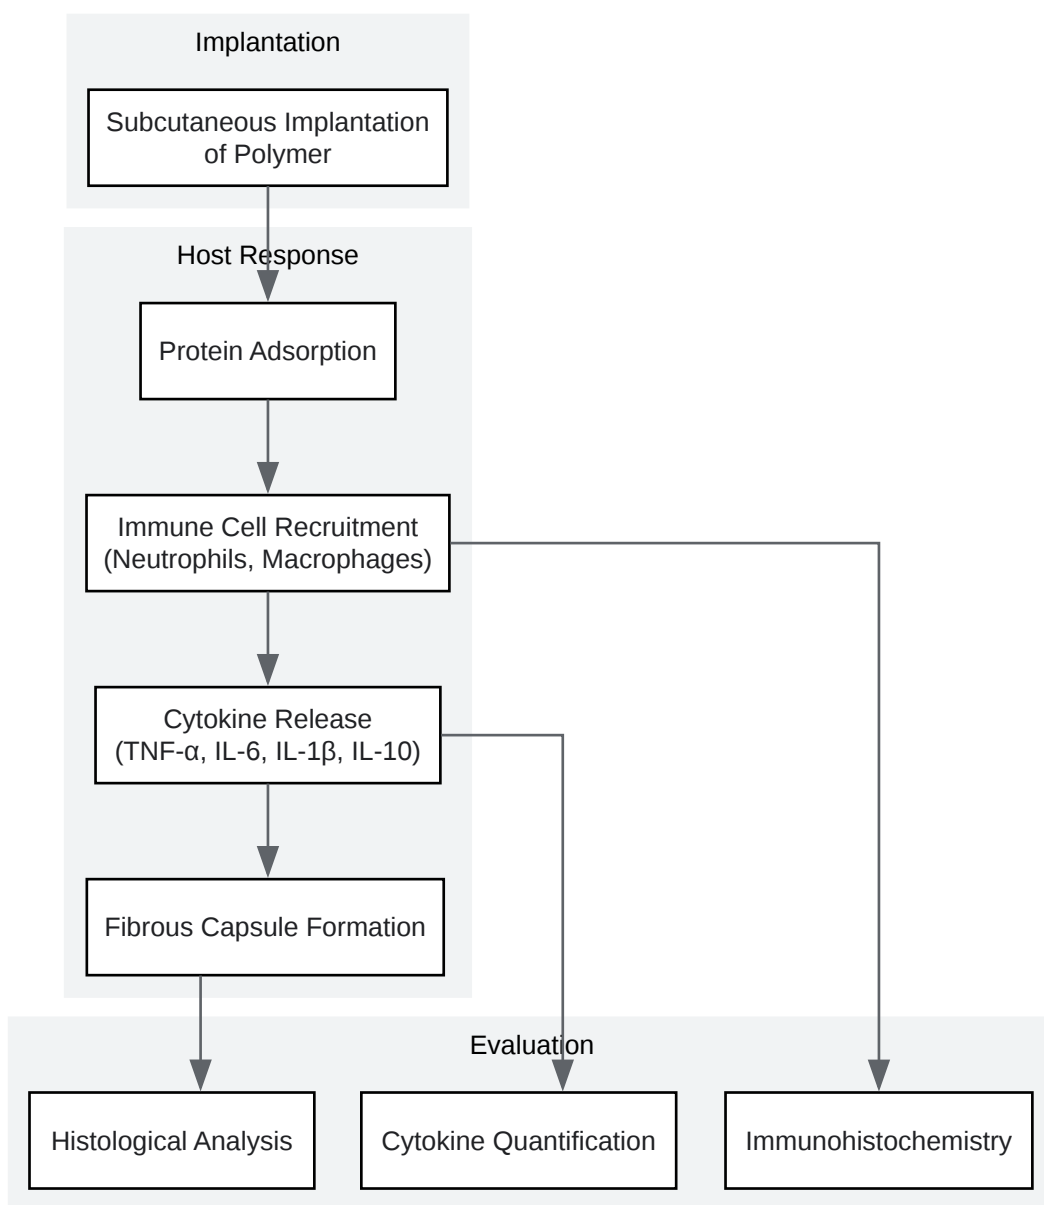 Implantation
Subcutaneous Implantation
of Polymer
Host Response
Protein Adsorption
Immune Cell Recruitment
(Neutrophils, Macrophages)
Cytokine Release
(TNF-α, IL-6, IL-1β, IL-10)
Fibrous Capsule Formation
Evaluation
Histological Analysis
Cytokine Quantification
Immunohistochemistry